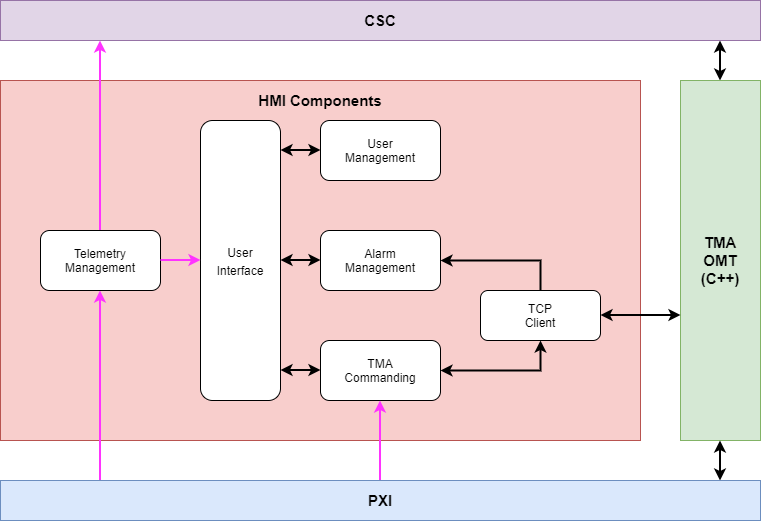 CSC
HMI Components
User
Management
Telemetry
Management
User
Interface
Alarm
Management
TMA
OMT
(C++)
TCP
Client
TMA
Commanding
PXI